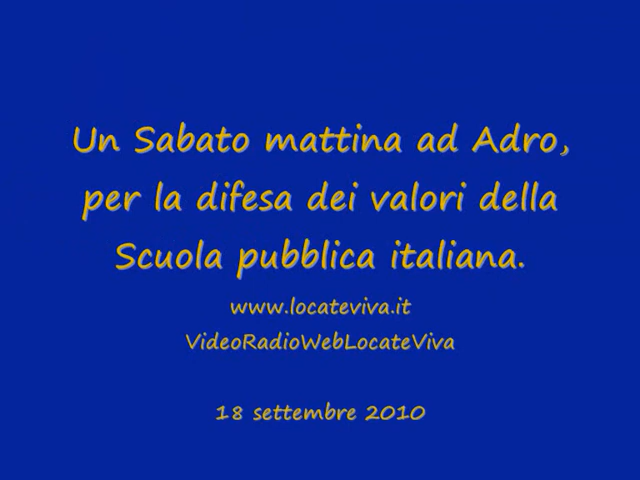 Un Sabato mattina ad Adro,
per la difesa dei valori della
Scuola pubblica italiana.
www.locateviva.it
VideoRadioWebLocateViva
18 settembre 2010